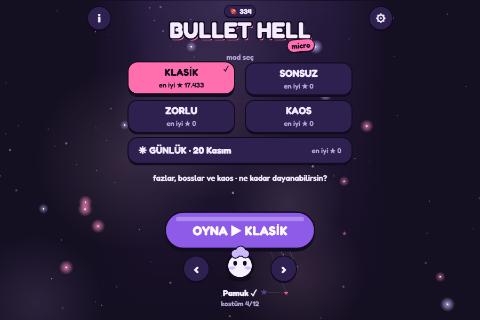 i
334
BULLET HELL
micro
mod seç
KLASİK ✓
en iyi ★ 17.433
SONSUZ
en iyi ★ 0
ZORLU
en iyi ★ 0
KAOS
en iyi ★ 0
☀ GÜNLÜK · 20 Kasım
en iyi ★ 0
fazlar, bosslar ve kaos · ne kadar dayanabilirsin?
OYNA ▶ KLASİK
‹
›
Pamuk ✓
kostüm 4/12